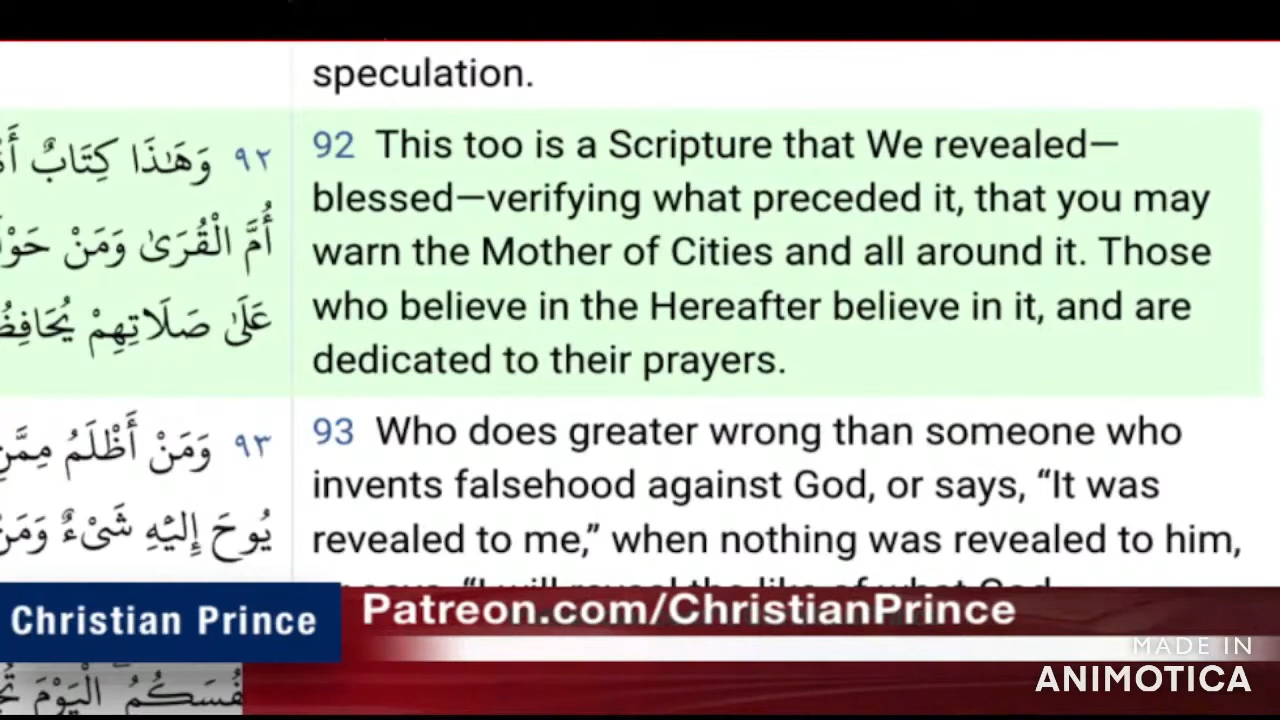 speculation.
وَهَٰذَا كِتَابٌ ٩٢
أُمَّ الْقُرَىٰ وَمَنْ
عَلَىٰ صَلَاتِهِمْ
92 This too is a Scripture that We revealed—
blessed—verifying what preceded it, that you may
warn the Mother of Cities and all around it. Those
who believe in the Hereafter believe in it, and are
dedicated to their prayers.
وَمَنْ أَظْلَمُ ٩٣
يُوحَ إِلَيْهِ شَىْءٌ
93 Who does greater wrong than someone who
invents falsehood against God, or says, “It was
revealed to me,” when nothing was revealed to him,
Christian Prince
Patreon.com/ChristianPrince
MADE IN
ANIMOTICA
الْيَوْمَ